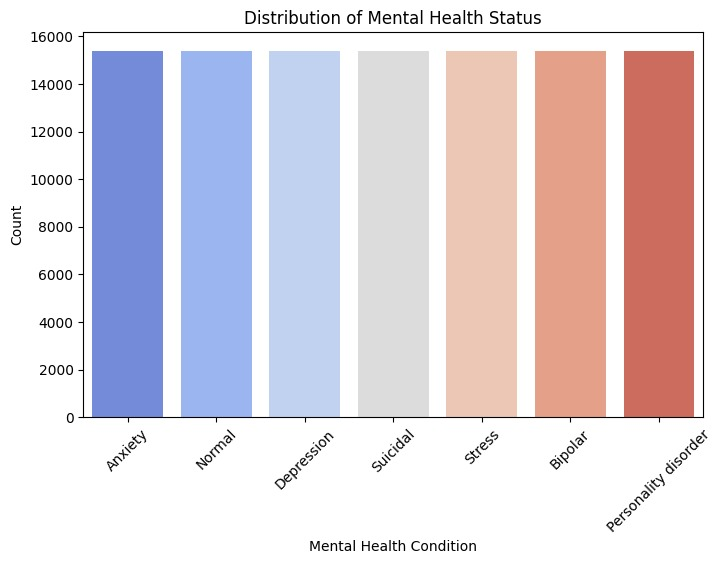 Distribution of Mental Health Status
Count
16000
14000
12000
10000
8000
6000
4000
2000
0
Anxiety
Normal
Depression
Suicidal
Stress
Bipolar
Personality disorder
Mental Health Condition